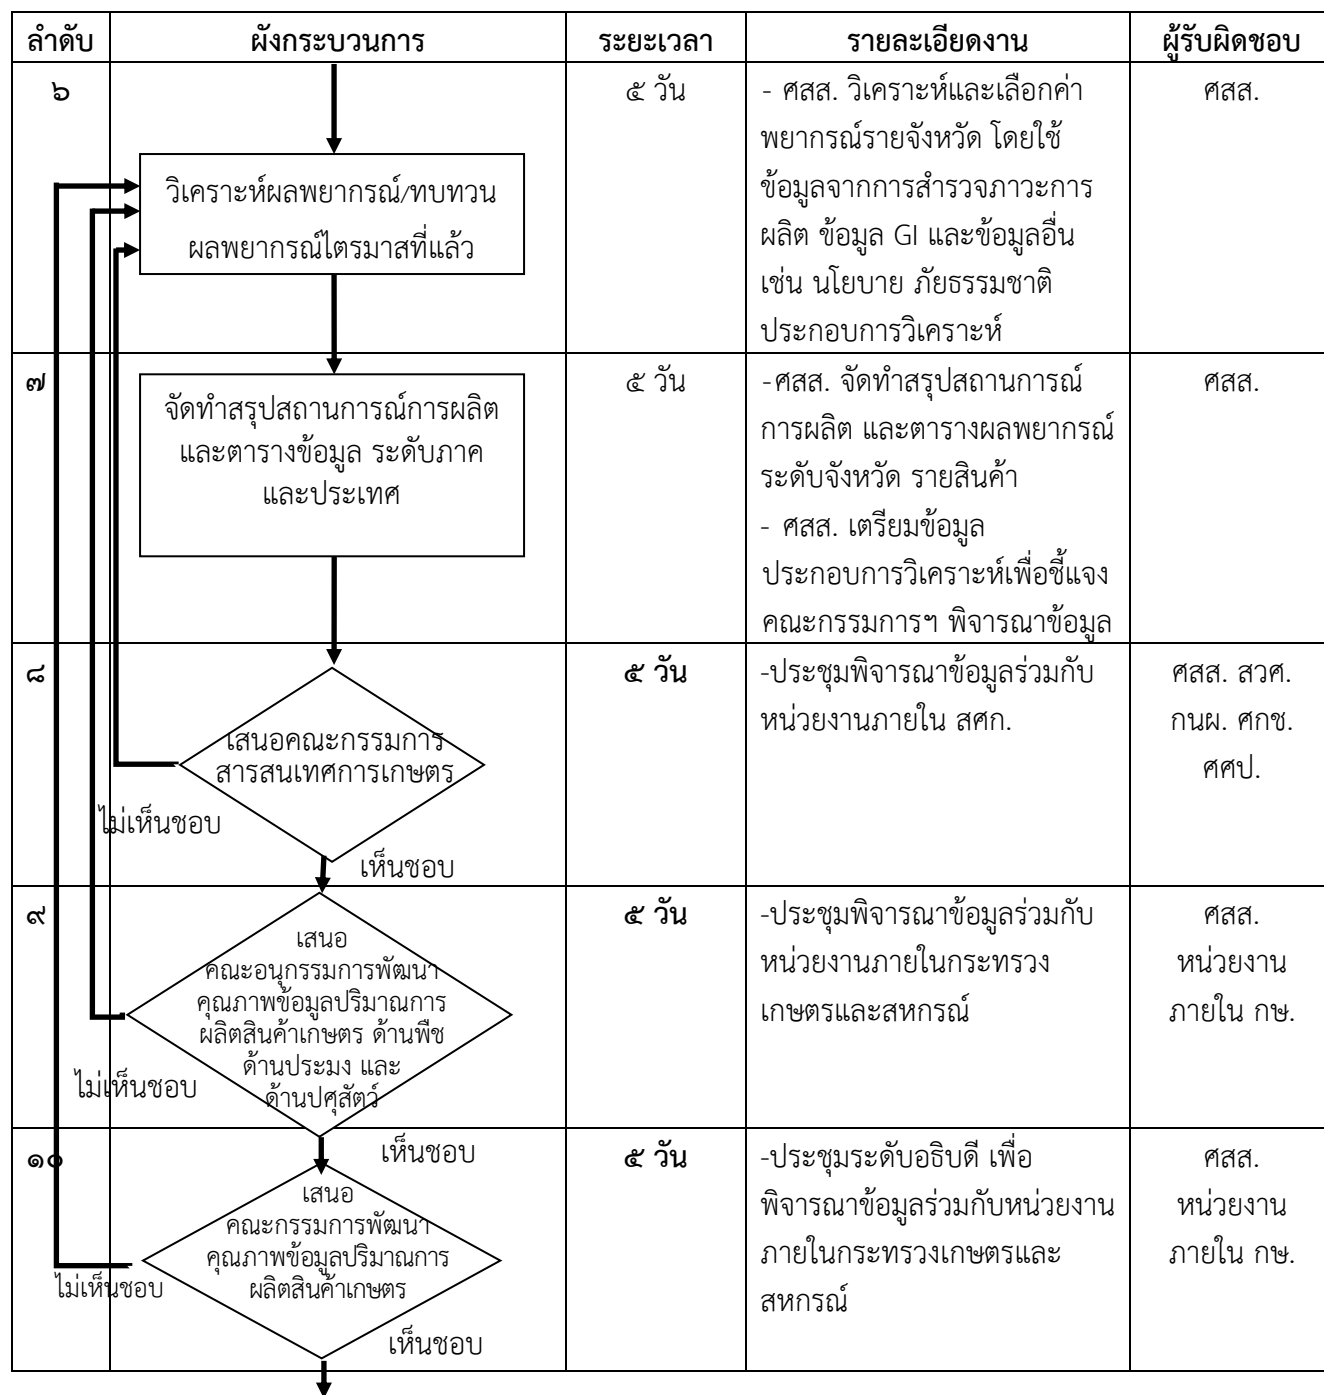 ลำดับ ผังกระบวนการ ระยะเวลา รายละเอียดงาน ผู้รับผิดชอบ
๖
วิเคราะห์ผลพยากรณ์/ทบทวน
ผลพยากรณ์ไตรมาสที่แล้ว
๕ วัน
- ศสส. วิเคราะห์และเลือกค่า
พยากรณ์รายจังหวัด โดยใช้
ข้อมูลจากการสำรวจภาวะการ
ผลิต ข้อมูล GI และข้อมูลอื่น
เช่น นโยบาย ภัยธรรมชาติ
ประกอบการวิเคราะห์
ศสส.
๗
จัดทำสรุปสถานการณ์การผลิต
และตารางข้อมูล ระดับภาค
และประเทศ
๕ วัน
-ศสส. จัดทำสรุปสถานการณ์
การผลิต และตารางผลพยากรณ์
ระดับจังหวัด รายสินค้า
- ศสส. เตรียมข้อมูล
ประกอบการวิเคราะห์เพื่อชี้แจง
คณะกรรมการฯ พิจารณาข้อมูล
ศสส.
๘
เสนอคณะกรรมการ
สารสนเทศการเกษตร
ไม่เห็นชอบ
เห็นชอบ
๕ วัน
-ประชุมพิจารณาข้อมูลร่วมกับ
หน่วยงานภายใน สศก.
ศสส. สวศ.
กนผ. ศกช.
ศศป.
๙
เสนอ
คณะอนุกรรมการพัฒนา
คุณภาพข้อมูลปริมาณการ
ผลิตสินค้าเกษตร ด้านพืช
ด้านประมง และ
ด้านปศุสัตว์
ไม่เห็นชอบ
เห็นชอบ
๕ วัน
-ประชุมพิจารณาข้อมูลร่วมกับ
หน่วยงานภายในกระทรวง
เกษตรและสหกรณ์
ศสส.
หน่วยงาน
ภายใน กษ.
๑๐
เสนอ
คณะกรรมการพัฒนา
คุณภาพข้อมูลปริมาณการ
ผลิตสินค้าเกษตร
ไม่เห็นชอบ
เห็นชอบ
๕ วัน
-ประชุมระดับอธิบดี เพื่อ
พิจารณาข้อมูลร่วมกับหน่วยงาน
ภายในกระทรวงเกษตรและ
สหกรณ์
ศสส.
หน่วยงาน
ภายใน กษ.